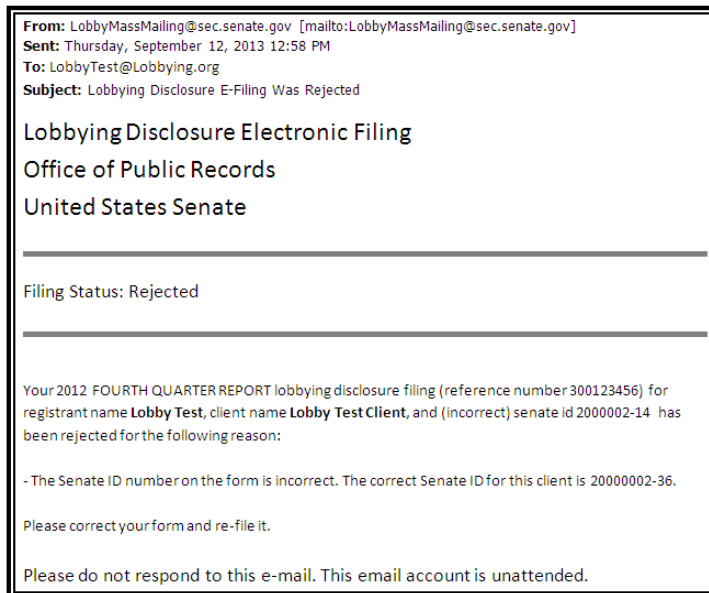 From: LobbyMassMailing@sec.senate.gov [mailto:LobbyMassMailing@sec.senate.gov]
Sent: Thursday, September 12, 2013 12:58 PM
To: LobbyTest@Lobbying.org
Subject: Lobbying Disclosure E-Filing Was Rejected
Lobbying Disclosure Electronic Filing
Office of Public Records
United States Senate
Filing Status: Rejected
Your 2012 FOURTH QUARTER REPORT lobbying disclosure filing (reference number 300123456) for
registrant name Lobby Test, client name Lobby Test Client, and (incorrect) senate id 2000002-14 has
been rejected for the following reason:
- The Senate ID number on the form is incorrect. The correct Senate ID for this client is 20000002-36.
Please correct your form and re-file it.
Please do not respond to this e-mail. This email account is unattended.